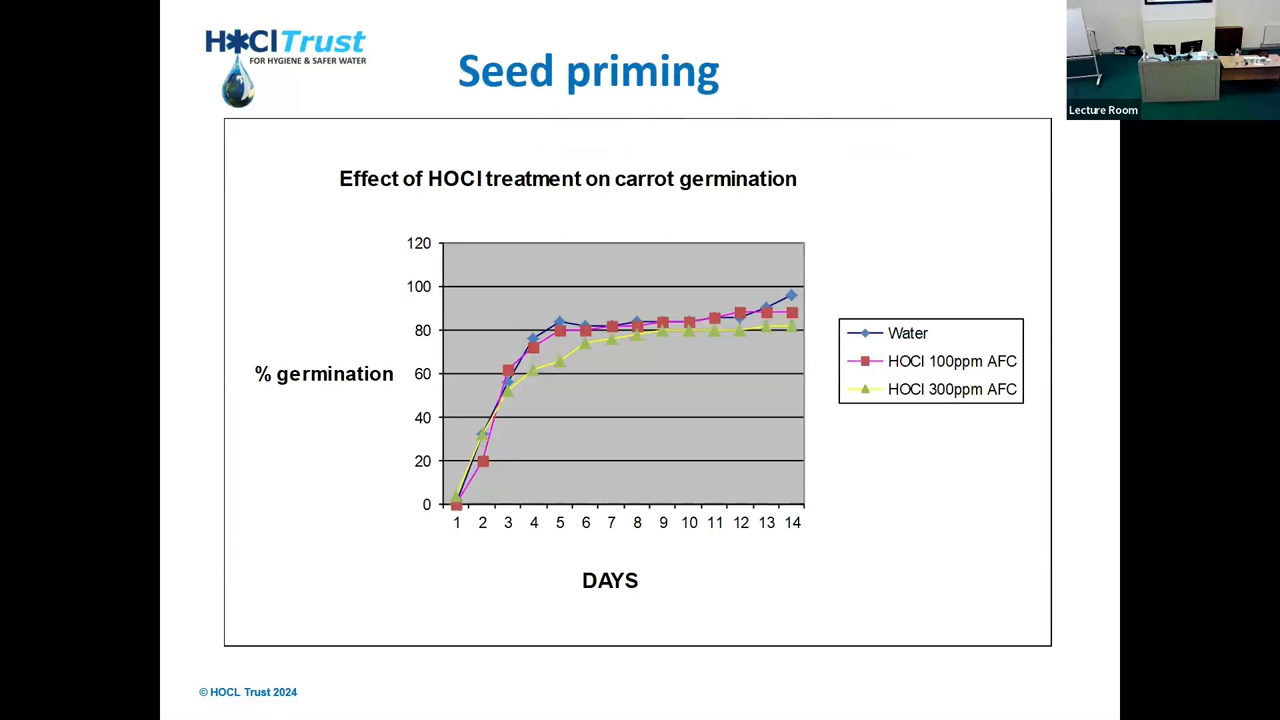 H*Cl Trust
FOR HYGIENE & SAFER WATER
Seed priming
Lecture Room
Effect of HOCl treatment on carrot germination
% germination
120
100
80
60
40
20
0
1 2 3 4 5 6 7 8 9 10 11 12 13 14
DAYS
Water
HOCl 100ppm AFC
HOCl 300ppm AFC
© HOCL Trust 2024